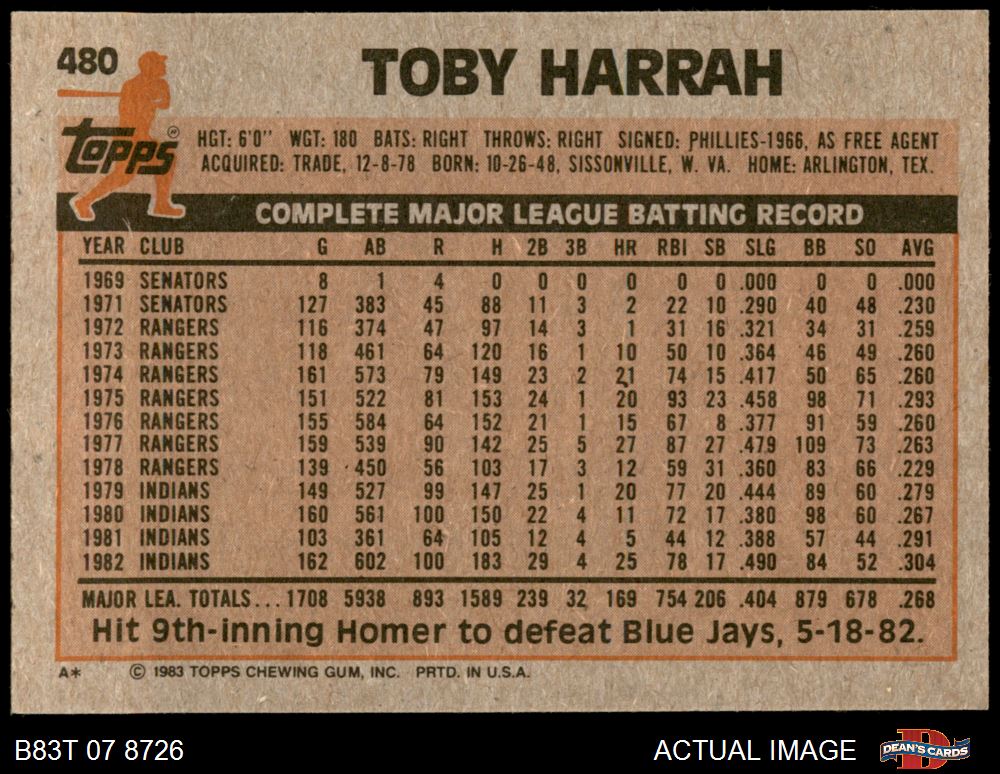 480
TOBY HARRAH
Topps®
HGT: 6'0" WGT: 180 BATS: RIGHT THROWS: RIGHT SIGNED: PHILLIES-1966, AS FREE AGENT
ACQUIRED: TRADE, 12-8-78 BORN: 10-26-48, SISSONVILLE, W. VA. HOME: ARLINGTON, TEX.
COMPLETE MAJOR LEAGUE BATTING RECORD
YEAR CLUB G AB R H 2B 3B HR RBI SB SLG BB SO AVG
1969 SENATORS 8 1 4 0 0 0 0 0 0 .000 0 0 .000
1971 SENATORS 127 383 45 88 11 3 2 22 10 .290 40 48 .230
1972 RANGERS 116 374 47 97 14 3 1 31 16 .321 34 31 .259
1973 RANGERS 118 461 64 120 16 1 10 50 10 .364 46 49 .260
1974 RANGERS 161 573 79 149 23 2 21 74 15 .417 50 65 .260
1975 RANGERS 151 522 81 153 24 1 20 93 23 .458 98 71 .293
1976 RANGERS 155 584 64 152 21 1 15 67 8 .377 91 59 .260
1977 RANGERS 159 539 90 142 25 5 27 87 27 .479 109 73 .263
1978 RANGERS 139 450 56 103 17 3 12 59 31 .360 83 66 .229
1979 INDIANS 149 527 99 147 25 1 20 77 20 .444 89 60 .279
1980 INDIANS 160 561 100 150 22 4 11 72 17 .380 98 60 .267
1981 INDIANS 103 361 64 105 12 4 5 44 12 .388 57 44 .291
1982 INDIANS 162 602 100 183 29 4 25 78 17 .490 84 52 .304
MAJOR LEA. TOTALS... 1708 5938 893 1589 239 32 169 754 206 .404 879 678 .268
Hit 9th-inning Homer to defeat Blue Jays, 5-18-82.
A* © 1983 TOPPS CHEWING GUM, INC. PRTD. IN U.S.A.
B83T 07 8726 ACTUAL IMAGE DEAN'S CARDS